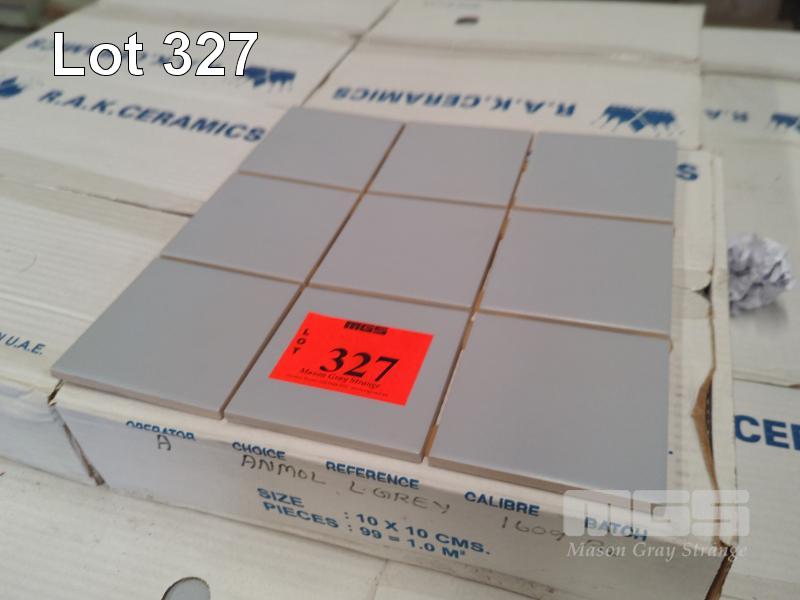 Lot 327
R.A.K.CERAMICS
R.A.K.CERAMICS
R.A.K.
U.A.E.
MGS
LOT
327
Mason Gray Strange
OPERATOR CHOICE REFERENCE CALIBRE BATCH
A ANMOL L.GREY
SIZE : 10 X 10 CMS.
PIECES : 99 = 1.0 M²
MGS
Mason Gray Strange